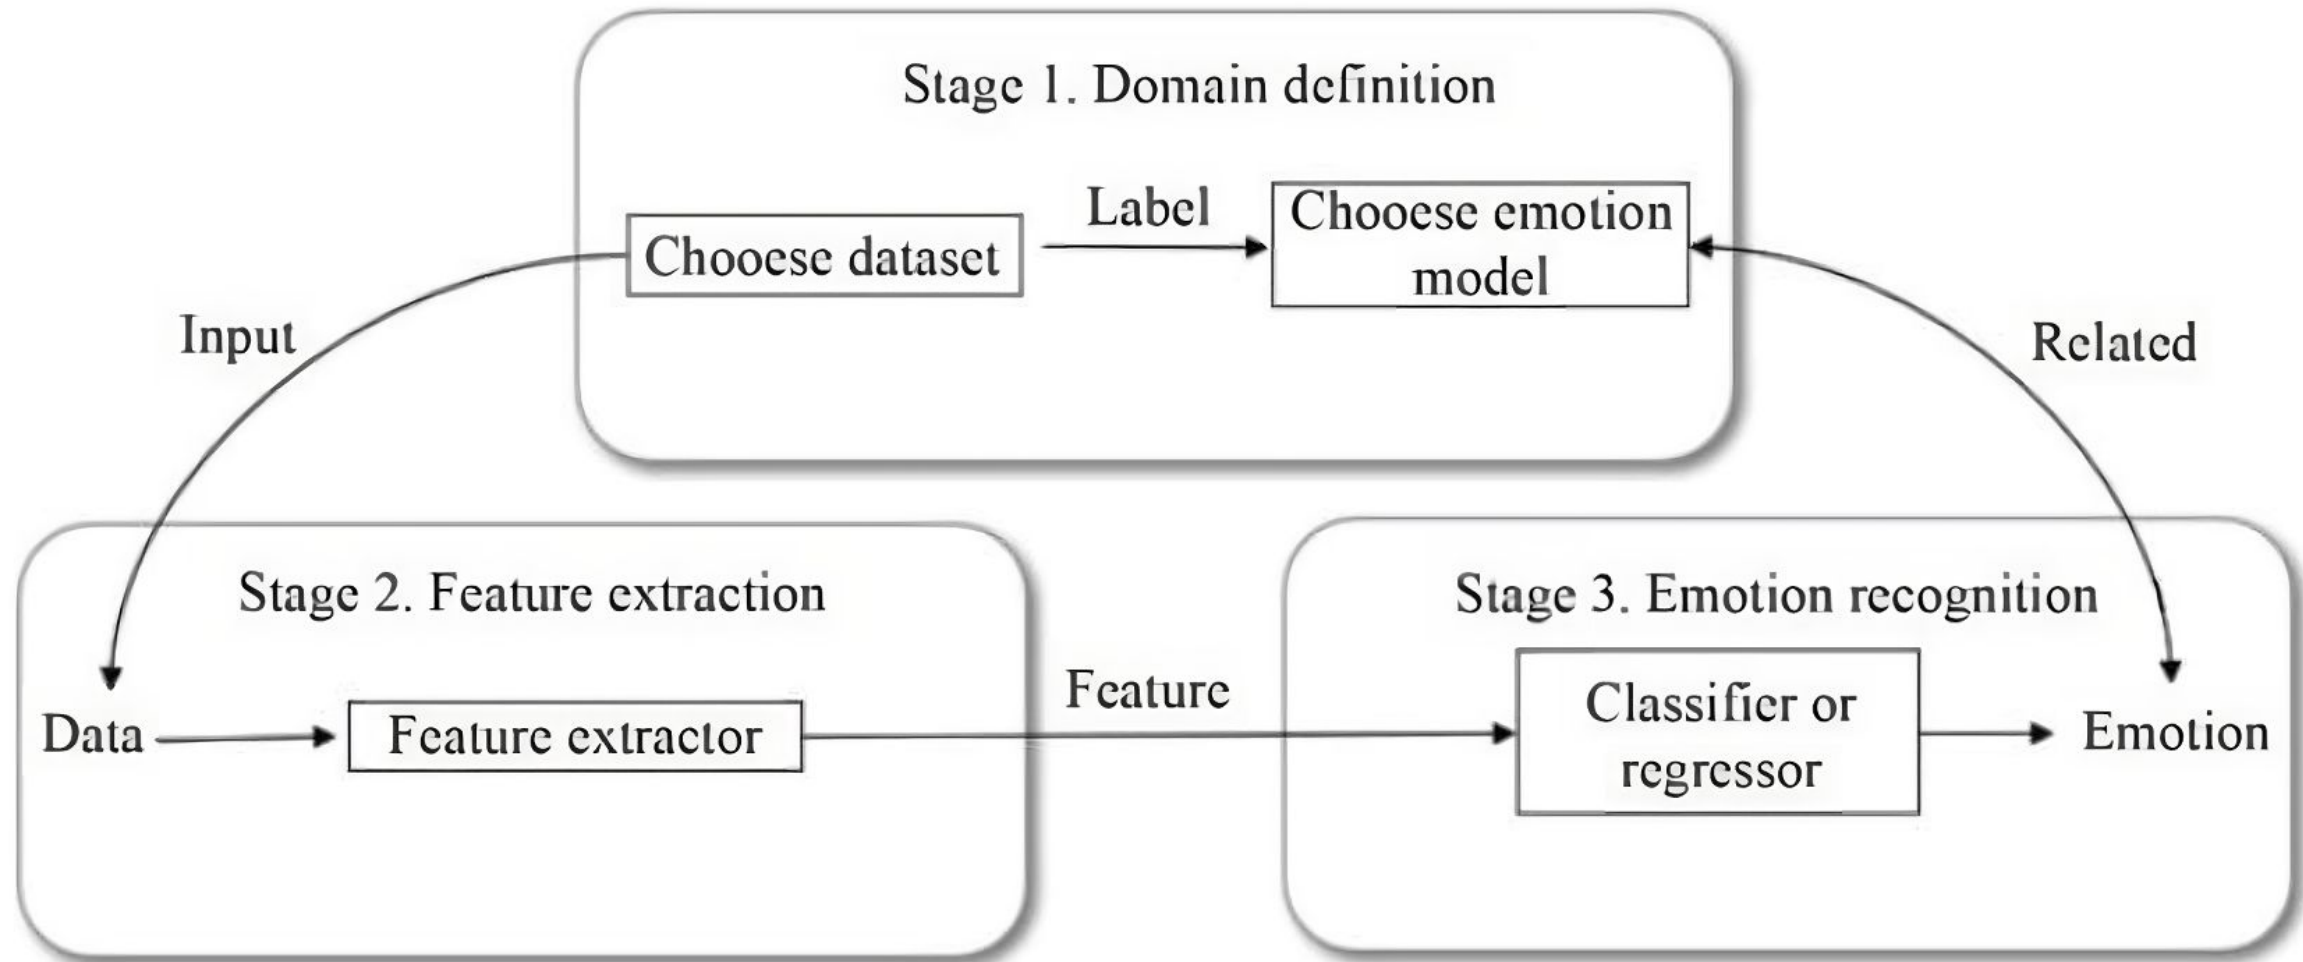 Stage 1. Domain definition
Label
Chooese dataset
Chooese emotion
model
Input
Related
Stage 2. Feature extraction
Data
Feature extractor
Feature
Stage 3. Emotion recognition
Classifier or
regressor
Emotion